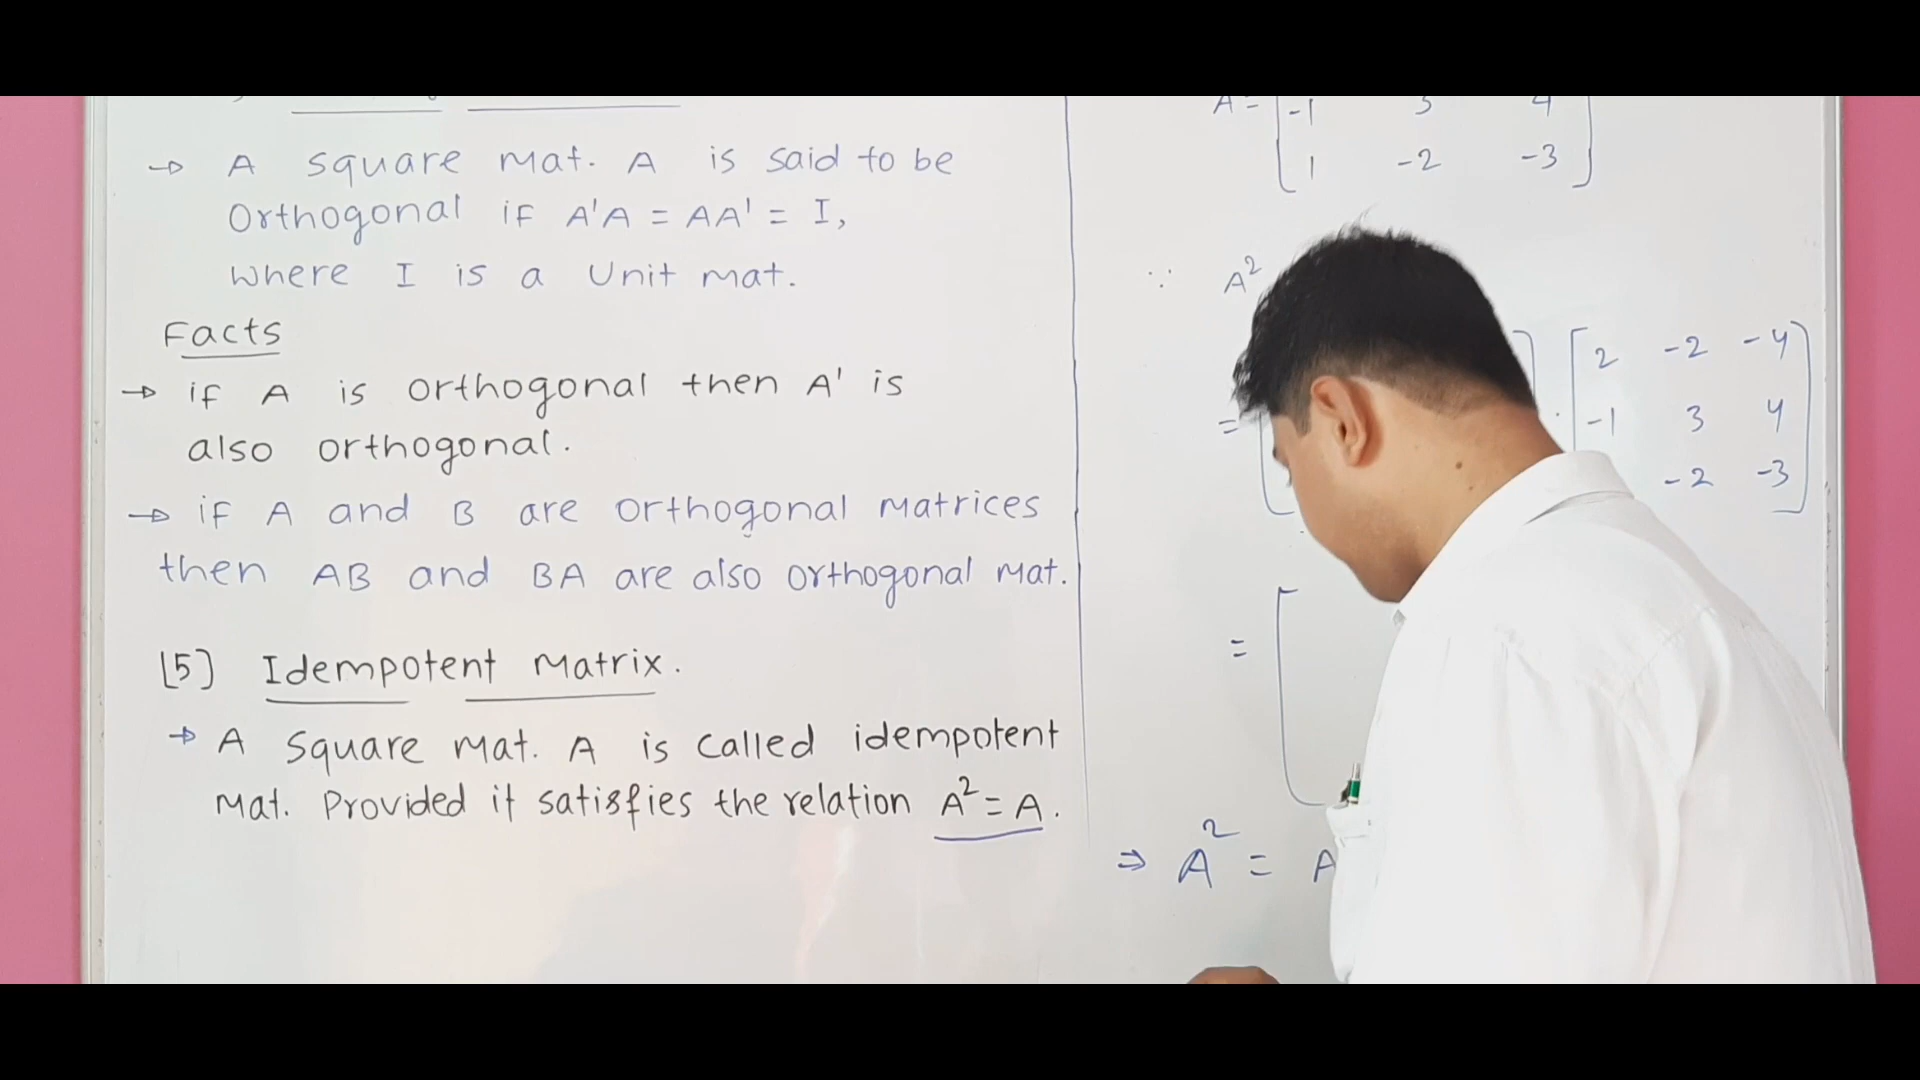 → A square mat. A is said to be
Orthogonal if A'A = AA' = I,
where I is a Unit mat.
Facts
→ if A is orthogonal then A' is
also orthogonal.
→ if A and B are orthogonal matrices
then AB and BA are also orthogonal mat.
[5] Idempotent Matrix.
→ A square mat. A is called idempotent
mat. Provided it satisfies the relation A² = A.
A = -1 3 4
1 -2 -3
∵ A²
= . 2 -2 -4
-1 3 4
-2 -3
=
⇒ A² = A